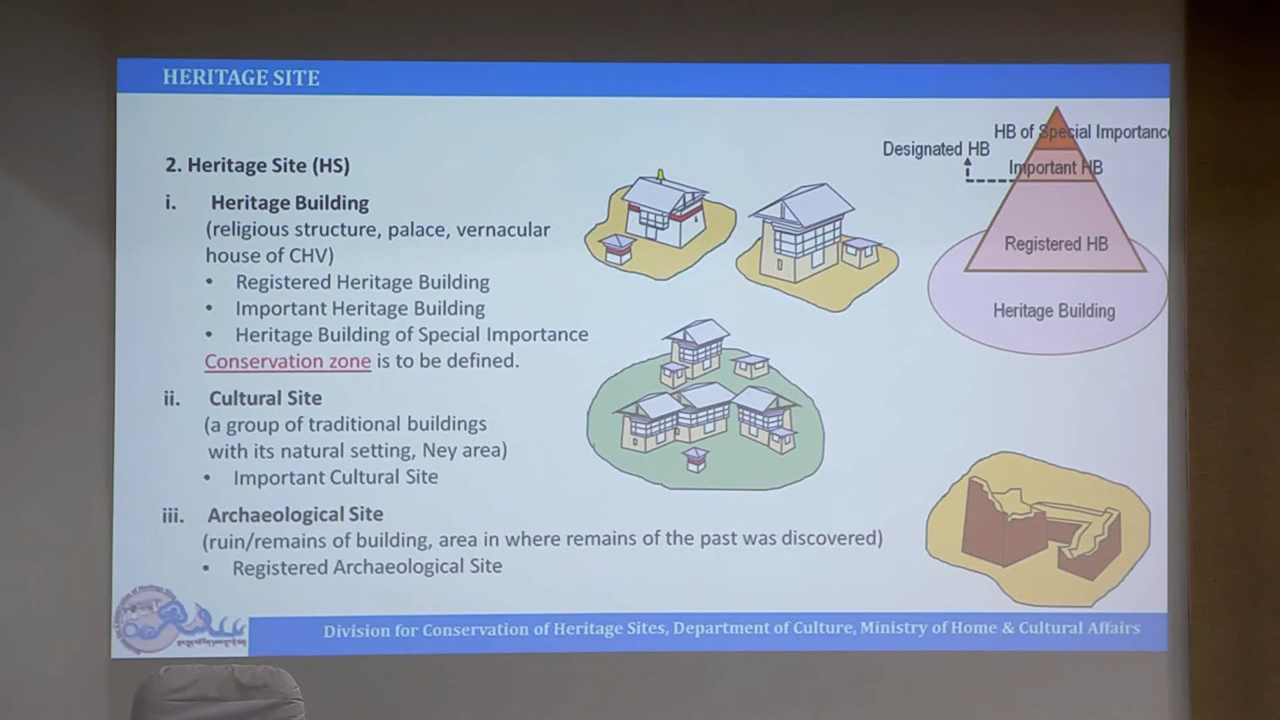 HERITAGE SITE
2. Heritage Site (HS)
i. Heritage Building
(religious structure, palace, vernacular
house of CHV)
• Registered Heritage Building
• Important Heritage Building
• Heritage Building of Special Importance
Conservation zone is to be defined.
ii. Cultural Site
(a group of traditional buildings
with its natural setting, Ney area)
• Important Cultural Site
iii. Archaeological Site
(ruin/remains of building, area in where remains of the past was discovered)
• Registered Archaeological Site
HB of Special Importance
Designated HB
Important HB
Registered HB
Heritage Building
Division for Conservation of Heritage Sites, Department of Culture, Ministry of Home & Cultural Affairs